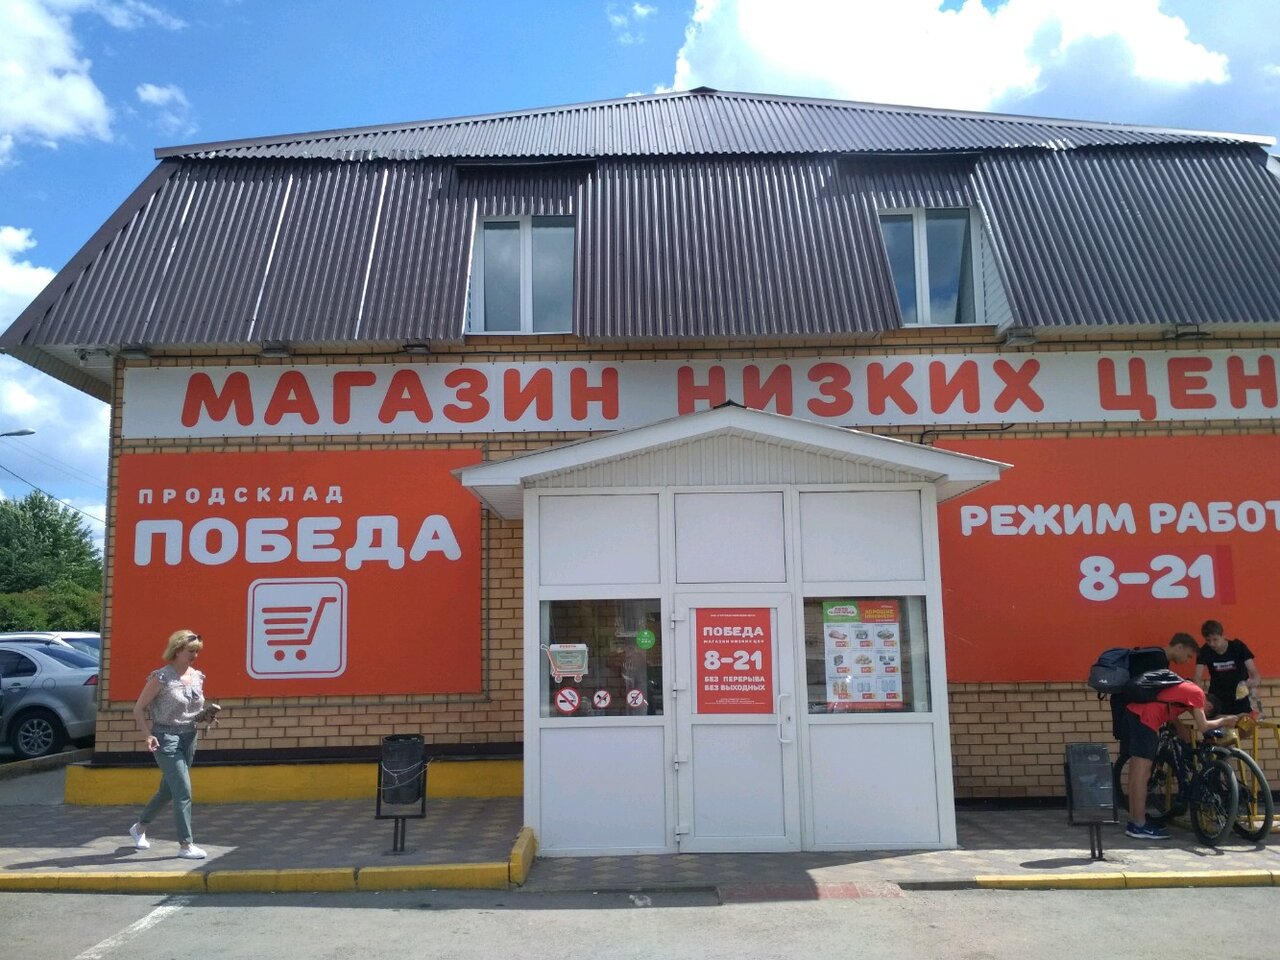 МАГАЗИН НИЗКИХ ЦЕН
ПРОДСКЛАД
ПОБЕДА
РЕЖИМ РАБОТ
8-21
ПОБЕДА
МАГАЗИН НИЗКИХ ЦЕН
8-21
БЕЗ ПЕРЕРЫВА
БЕЗ ВЫХОДНЫХ